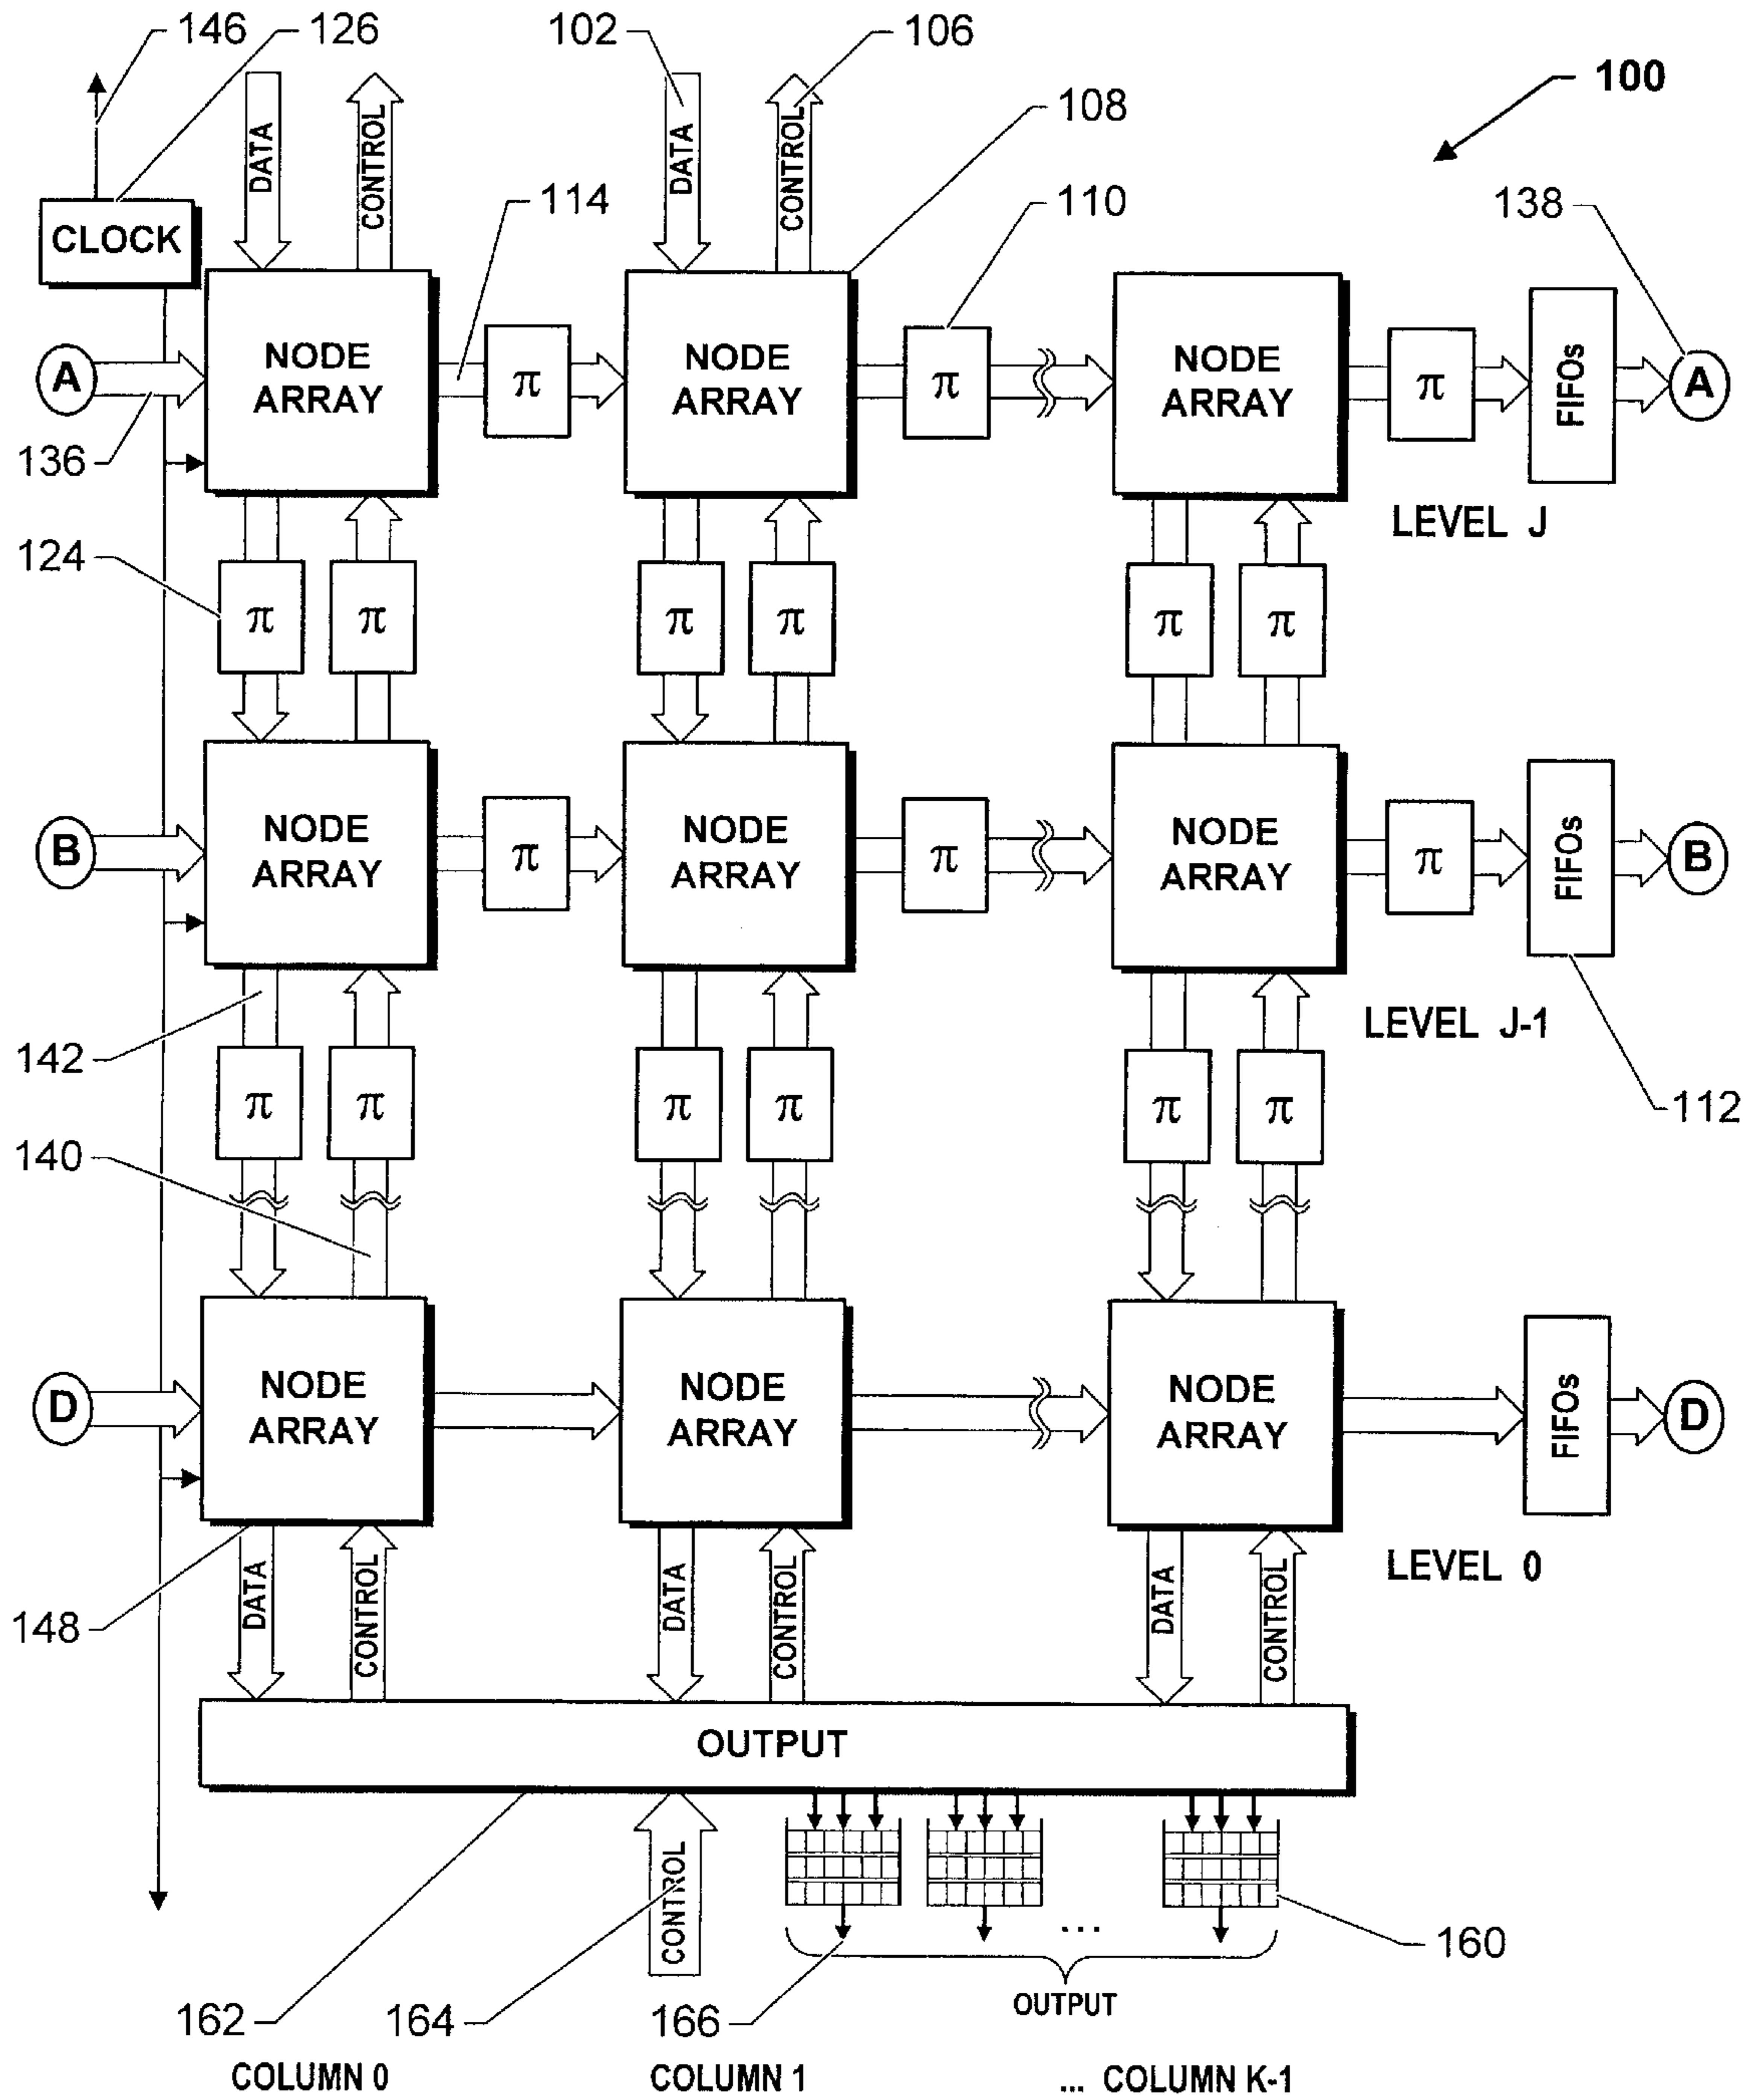 146
126
102
106
100
DATA
CONTROL
DATA
CONTROL
108
114
110
138
CLOCK
A
NODE
ARRAY
π
NODE
ARRAY
π
NODE
ARRAY
π
FIFOs
A
136
LEVEL J
124
π
π
π
π
π
π
B
NODE
ARRAY
π
NODE
ARRAY
π
NODE
ARRAY
π
FIFOs
B
LEVEL J-1
142
π
π
π
π
π
π
112
140
D
NODE
ARRAY
NODE
ARRAY
NODE
ARRAY
FIFOs
D
LEVEL 0
148
DATA
CONTROL
DATA
CONTROL
DATA
CONTROL
OUTPUT
CONTROL
...
160
162
164
166
OUTPUT
COLUMN 0
COLUMN 1
... COLUMN K-1